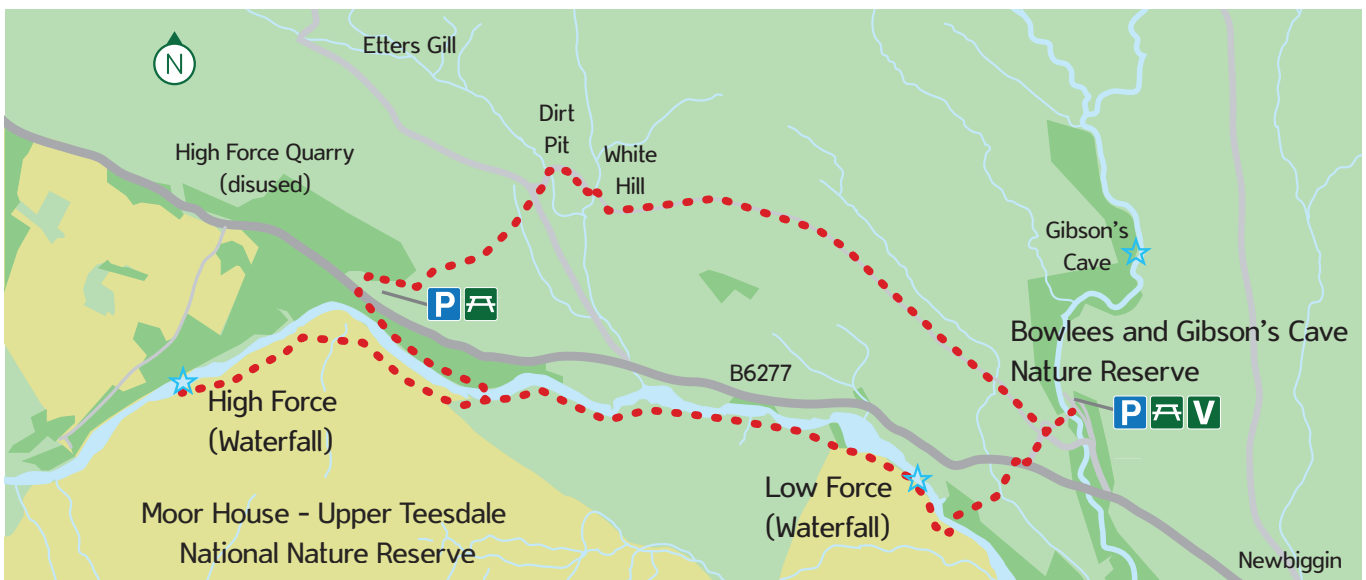 N
Etters Gill
Dirt
Pit
High Force Quarry
(disused)
White
Hill
Gibson's
Cave
P
Bowlees and Gibson's Cave
Nature Reserve
B6277
High Force
(Waterfall)
P V
Low Force
(Waterfall)
Moor House - Upper Teesdale
National Nature Reserve
Newbiggin